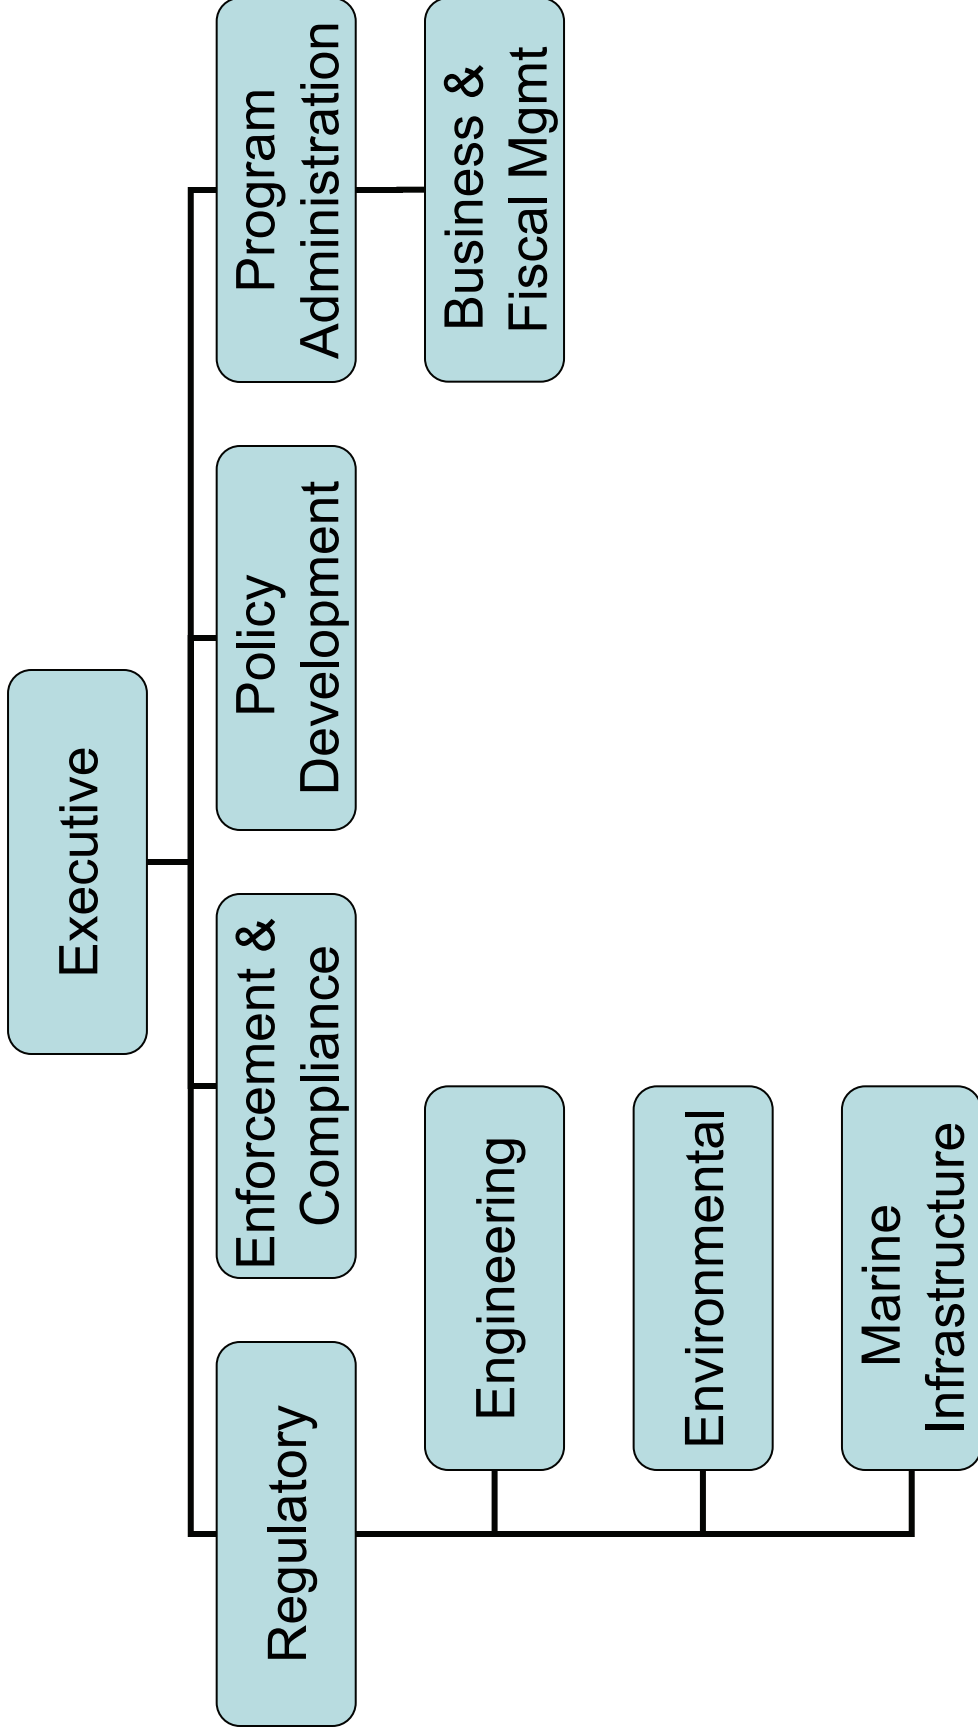 Executive
Regulatory
Enforcement &
Compliance
Policy
Development
Program
Administration
Engineering
Environmental
Marine
Infrastructure
Business &
Fiscal Mgmt